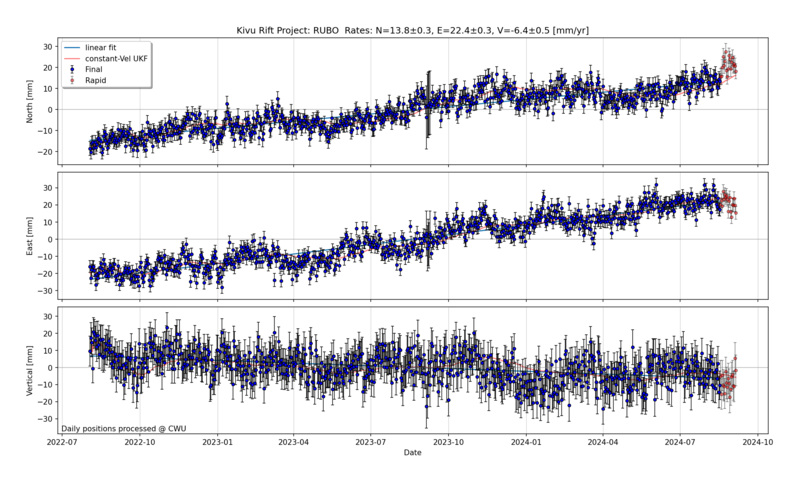 Kivu Rift Project: RUBO  Rates: N=13.8±0.3, E=22.4±0.3, V=-6.4±0.5 [mm/yr]
linear fit
constant-Vel UKF
Final
Rapid
North [mm]
30
20
10
0
−10
−20
East [mm]
30
20
10
0
−10
−20
−30
Vertical [mm]
30
20
10
0
−10
−20
−30
Daily positions processed @ CWU
2022-07 2022-10 2023-01 2023-04 2023-07 2023-10 2024-01 2024-04 2024-07 2024-10
Date